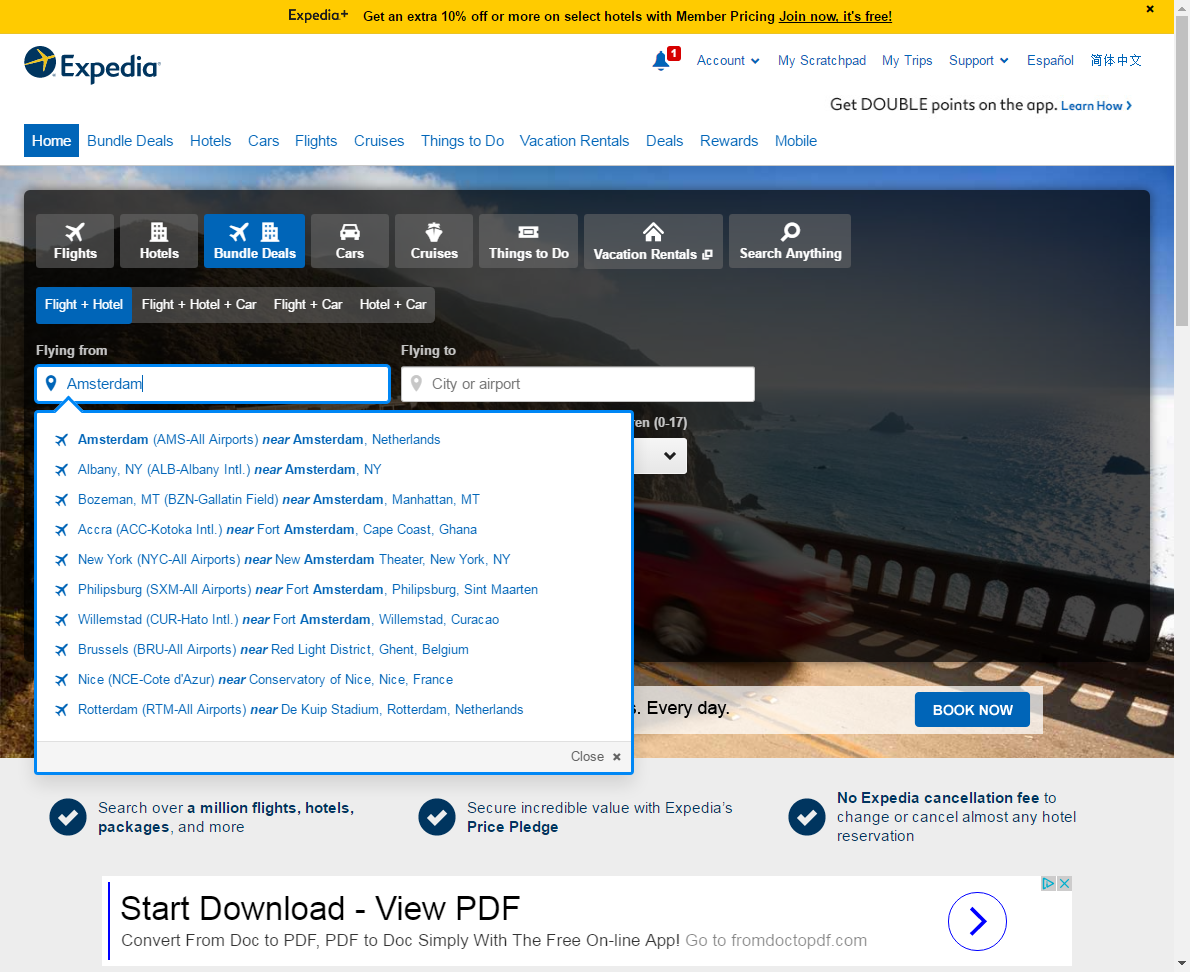 Expedia+ Get an extra 10% off or more on select hotels with Member Pricing Join now, it's free!
Expedia
1 Account My Scratchpad My Trips Support Español 简体中文
Get DOUBLE points on the app. Learn How
Home Bundle Deals Hotels Cars Flights Cruises Things to Do Vacation Rentals Deals Rewards Mobile
Flights Hotels Bundle Deals Cars Cruises Things to Do Vacation Rentals Search Anything
Flight + Hotel Flight + Hotel + Car Flight + Car Hotel + Car
Flying from Flying to
Amsterdam City or airport
ren (0-17)
Amsterdam (AMS-All Airports) near Amsterdam, Netherlands
Albany, NY (ALB-Albany Intl.) near Amsterdam, NY
Bozeman, MT (BZN-Gallatin Field) near Amsterdam, Manhattan, MT
Accra (ACC-Kotoka Intl.) near Fort Amsterdam, Cape Coast, Ghana
New York (NYC-All Airports) near New Amsterdam Theater, New York, NY
Philipsburg (SXM-All Airports) near Fort Amsterdam, Philipsburg, Sint Maarten
Willemstad (CUR-Hato Intl.) near Fort Amsterdam, Willemstad, Curacao
Brussels (BRU-All Airports) near Red Light District, Ghent, Belgium
Nice (NCE-Cote d'Azur) near Conservatory of Nice, Nice, France
Rotterdam (RTM-All Airports) near De Kuip Stadium, Rotterdam, Netherlands
s. Every day. BOOK NOW
Close
Search over a million flights, hotels,
packages, and more
Secure incredible value with Expedia's
Price Pledge
No Expedia cancellation fee to
change or cancel almost any hotel
reservation
Start Download - View PDF
Convert From Doc to PDF, PDF to Doc Simply With The Free On-line App! Go to fromdoctopdf.com